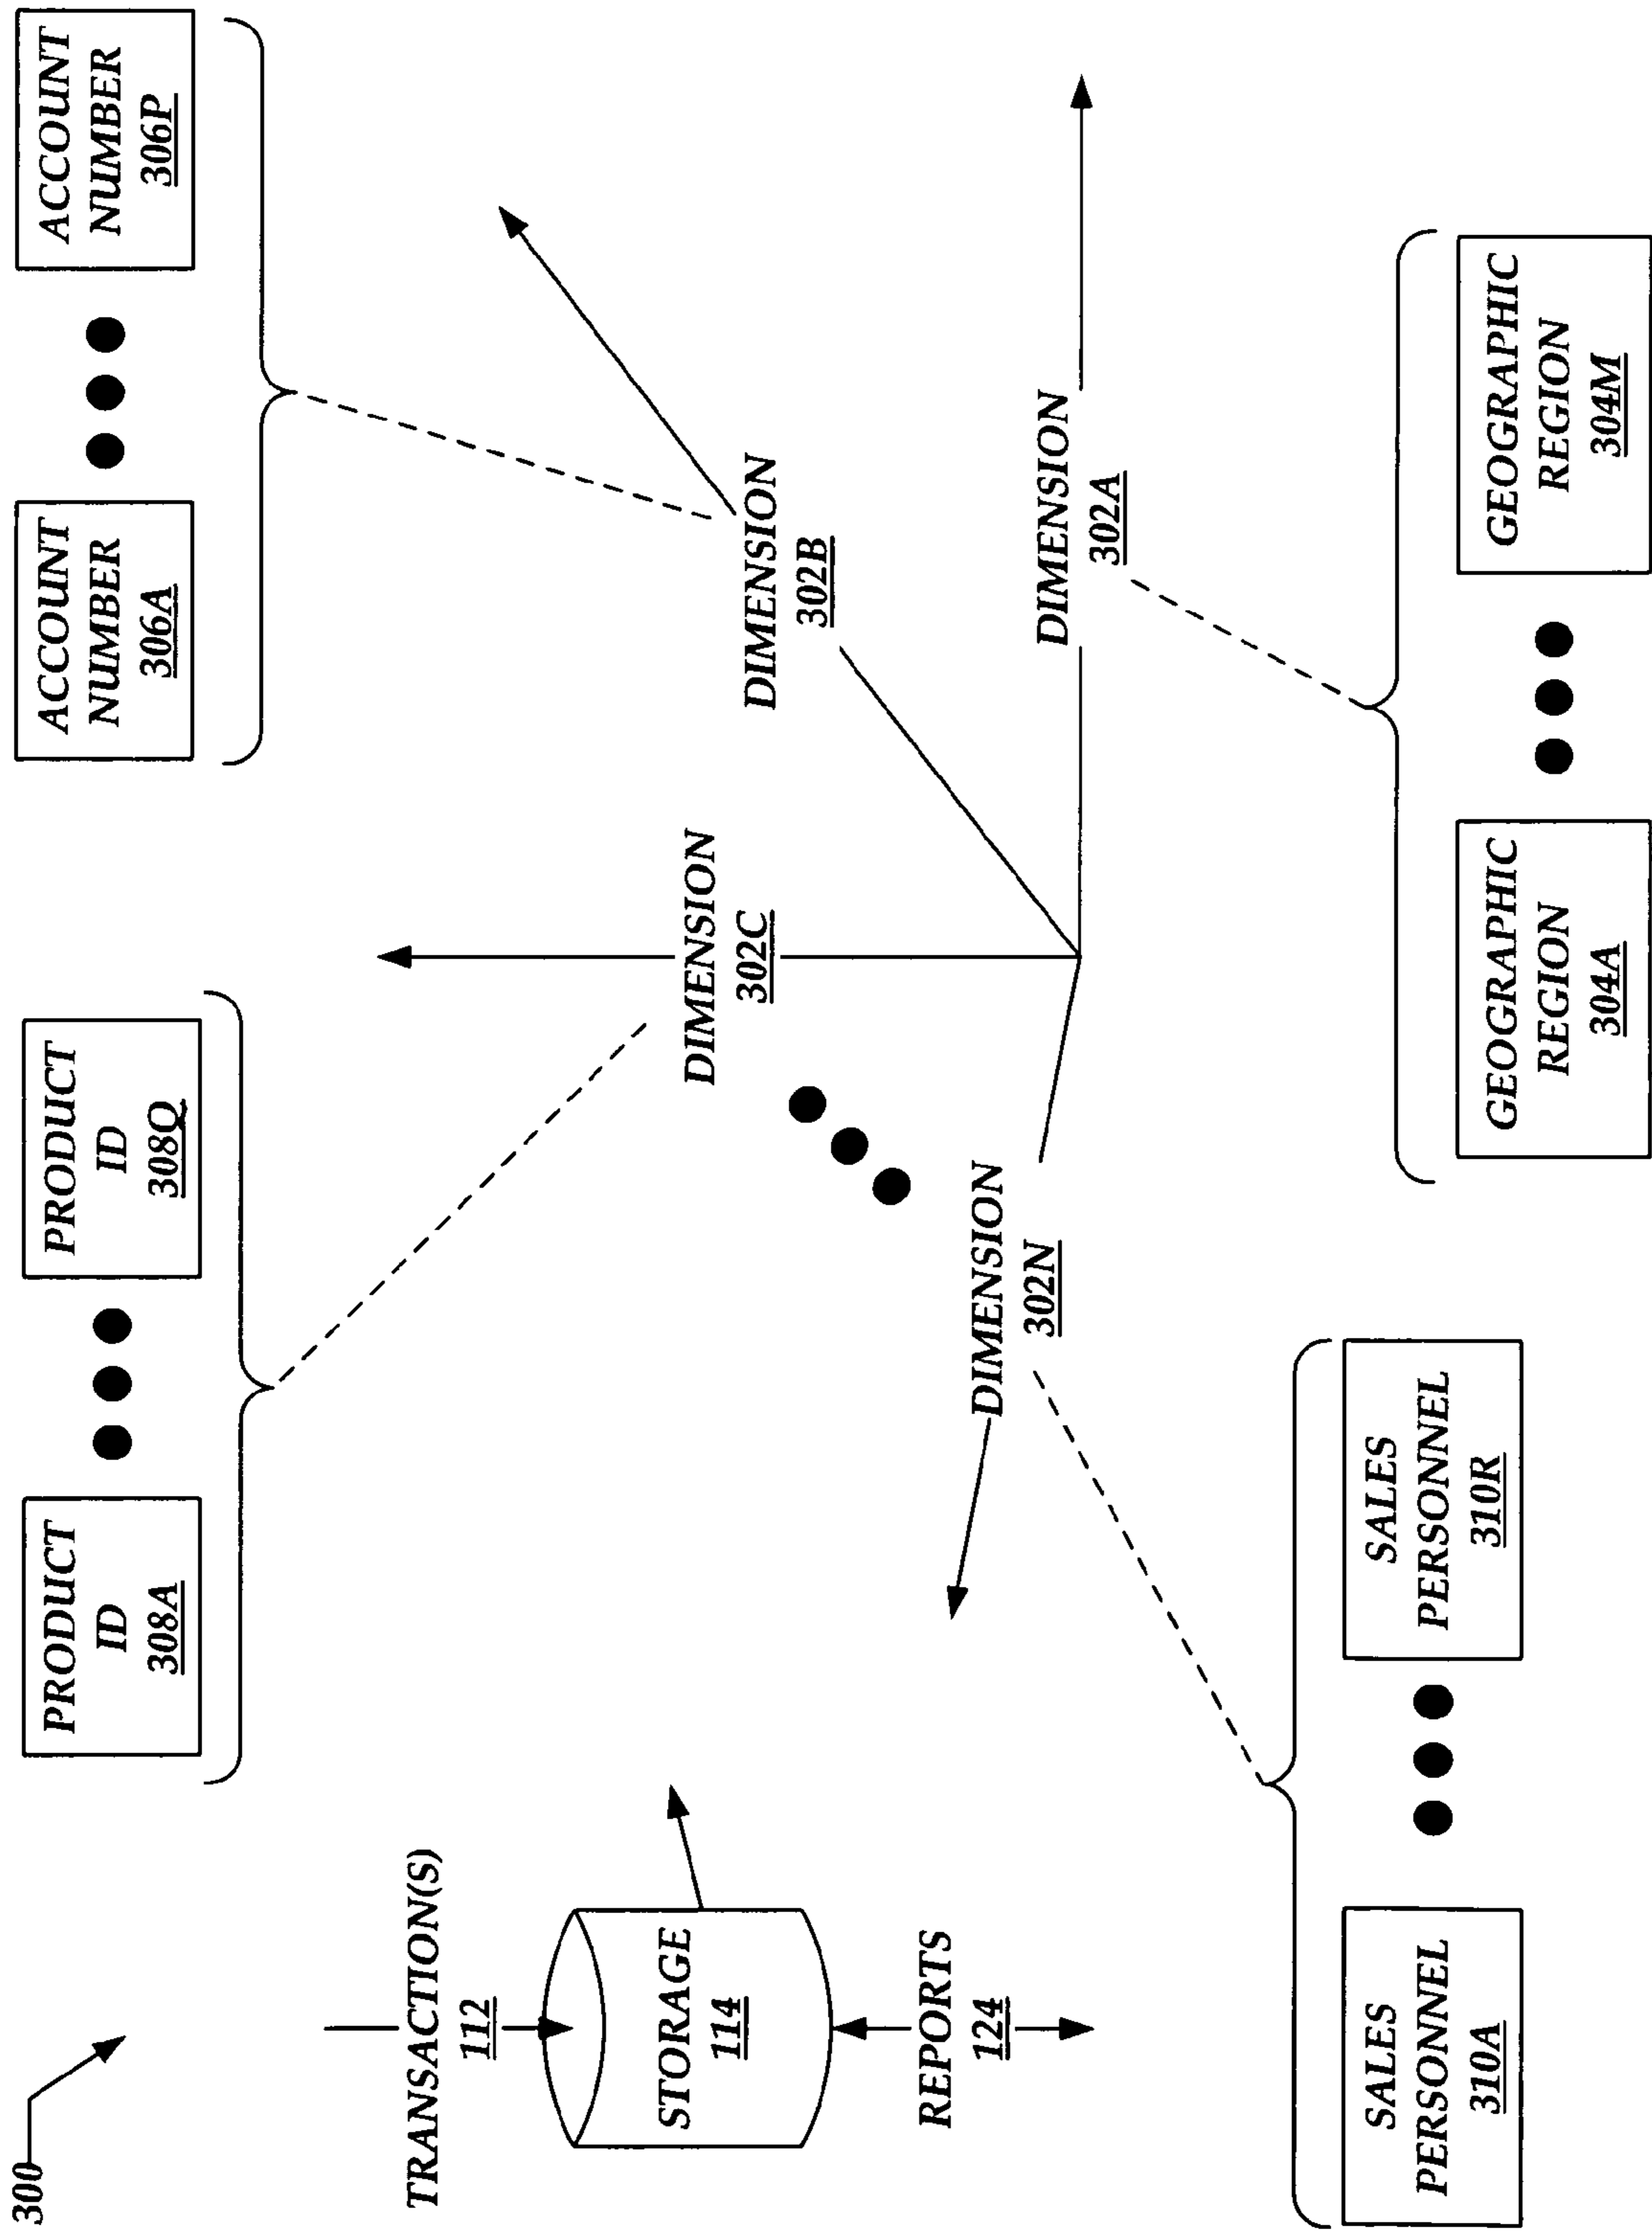 300
PRODUCT
ID
308A
PRODUCT
ID
308Q
ACCOUNT
NUMBER
306A
ACCOUNT
NUMBER
306P
TRANSACTION(S)
112
STORAGE
114
REPORTS
124
DIMENSION
302C
DIMENSION
302B
DIMENSION
302N
DIMENSION
302A
SALES
PERSONNEL
310A
SALES
PERSONNEL
310R
GEOGRAPHIC
REGION
304A
GEOGRAPHIC
REGION
304M